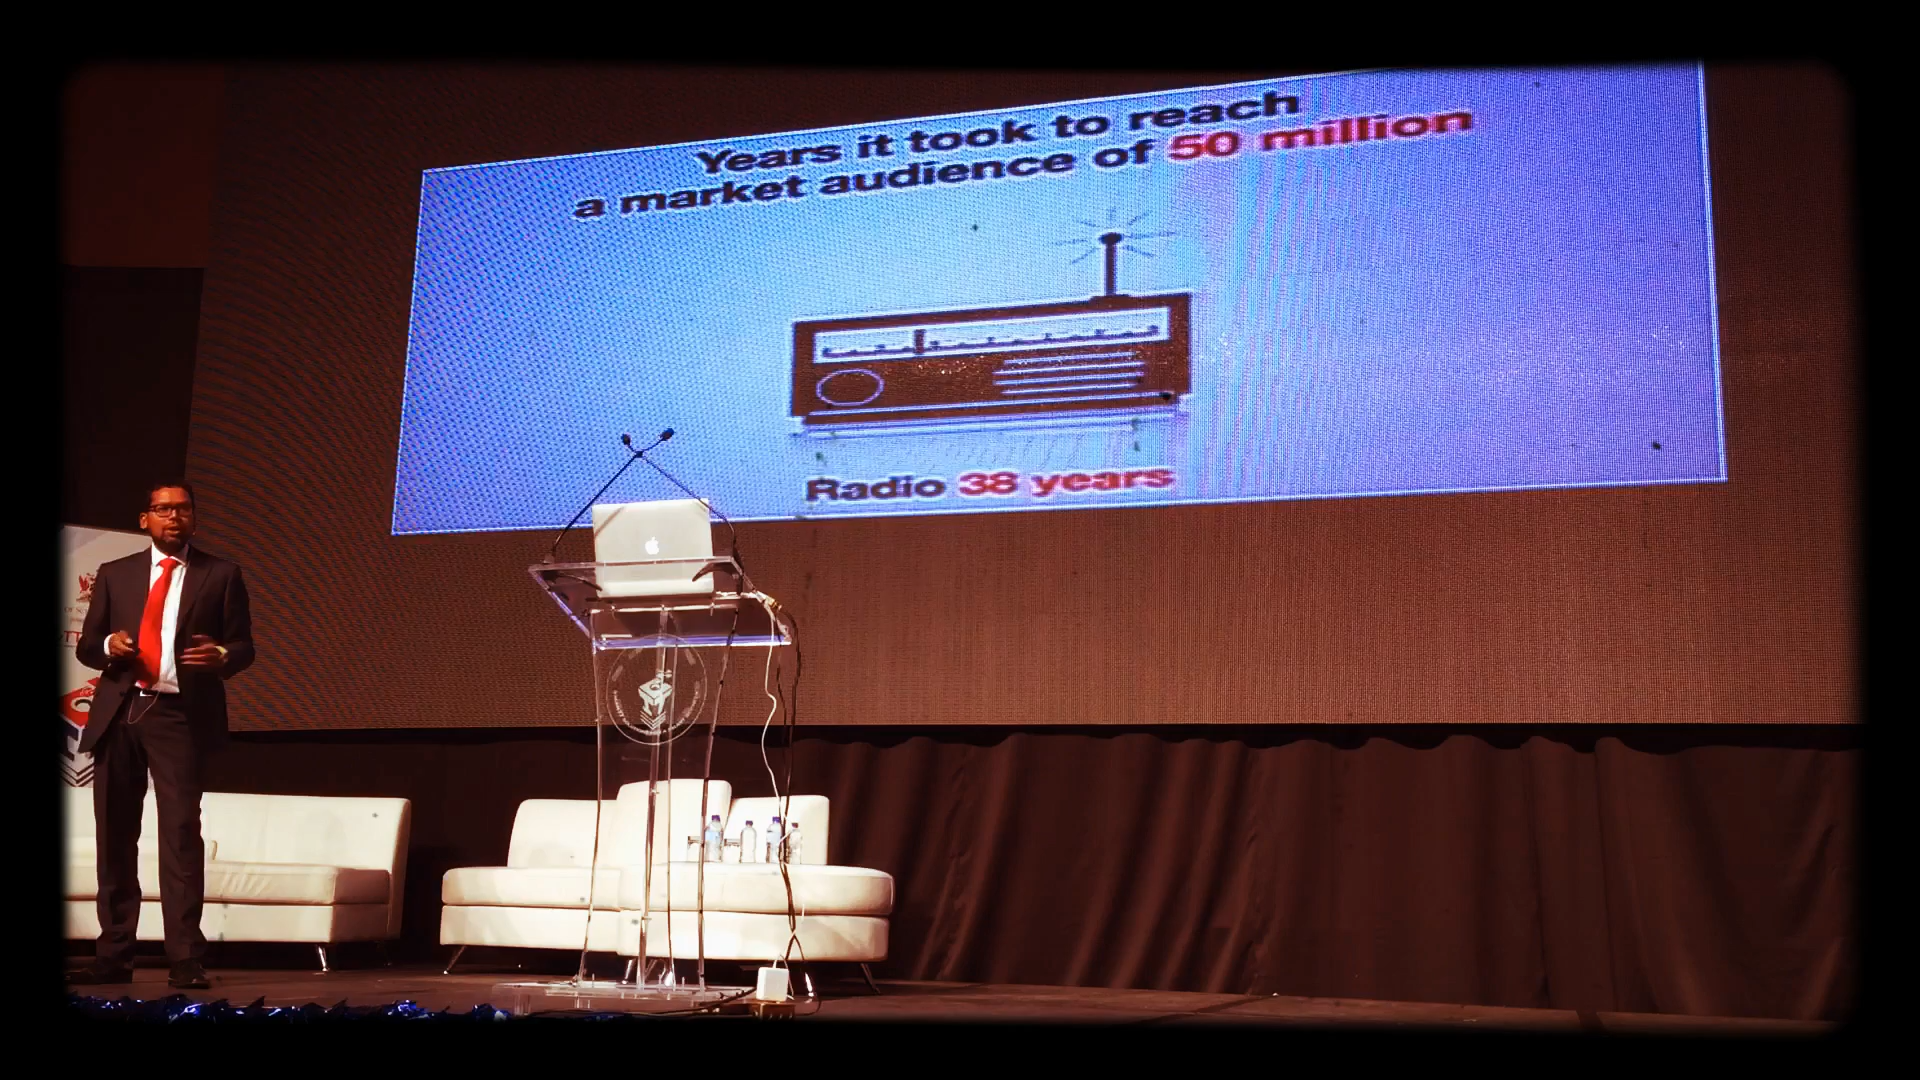 Years it took to reach
a market audience of 50 million
Radio 38 years